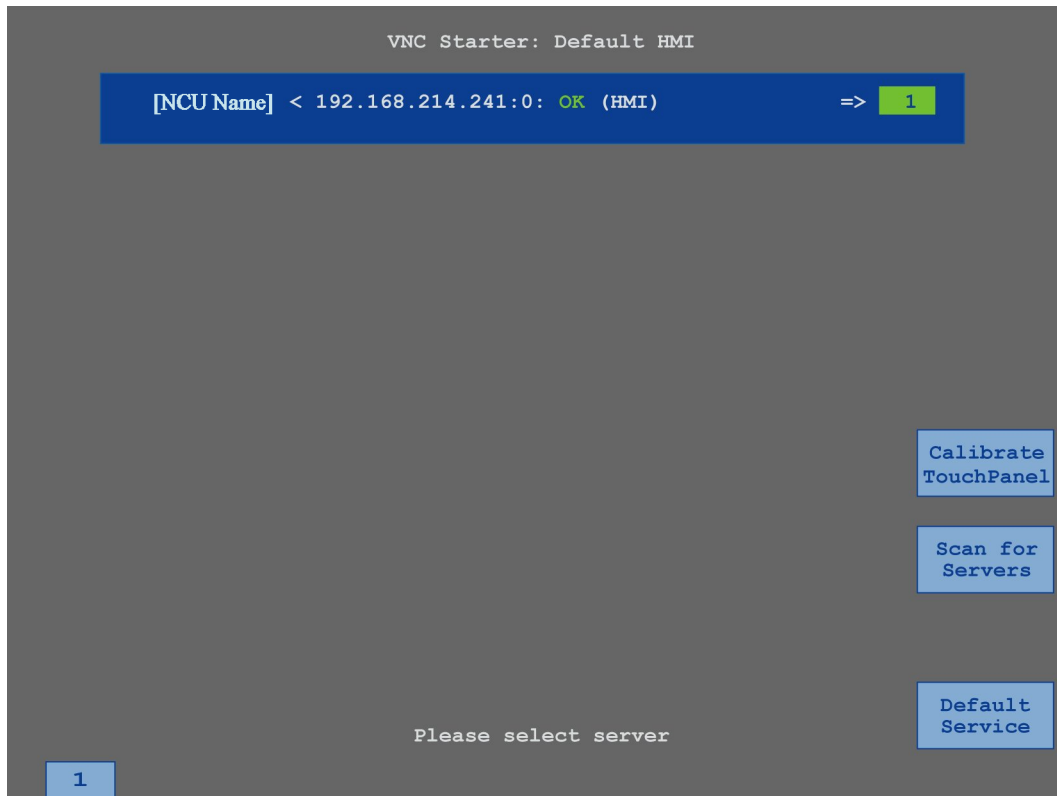 VNC Starter: Default HMI
[NCU Name] < 192.168.214.241:0: OK (HMI) => 1
Calibrate
TouchPanel
Scan for
Servers
Default
Service
Please select server
1